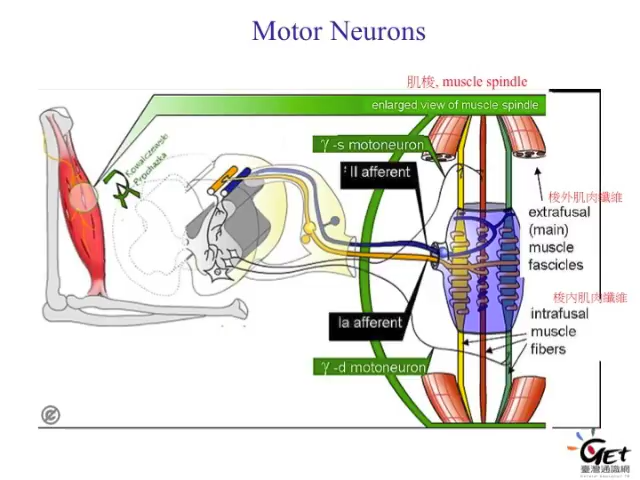 Motor Neurons
肌梭, muscle spindle
enlarged view of muscle spindle
Kowalczewski
Prochazka
γ -s motoneuron
II afferent
梭外肌肉纖維
extrafusal
(main)
muscle
fascicles
梭內肌肉纖維
intrafusal
muscle
fibers
Ia afferent
γ -d motoneuron
GET
臺灣通識網